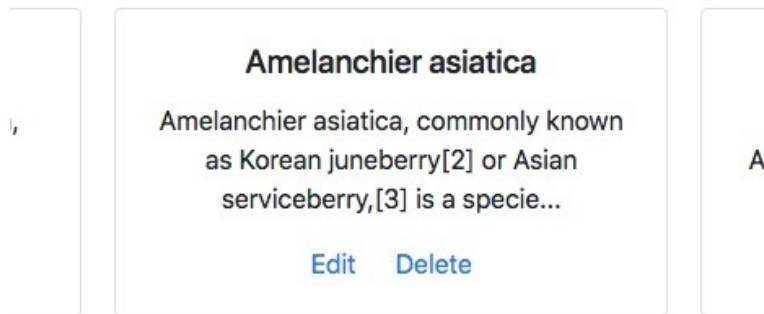 Amelanchier asiatica
Amelanchier asiatica, commonly known
as Korean juneberry[2] or Asian
serviceberry,[3] is a specie...
Edit Delete
,
A